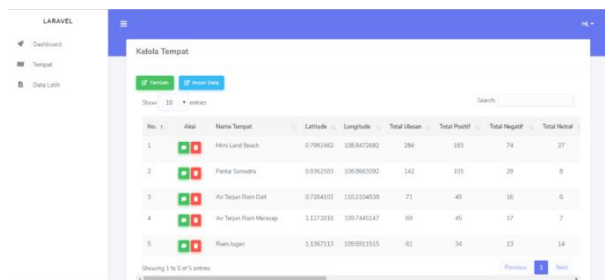 LARAVEL
Hi,
Dashboard
Tempat
Data Latih
Kelola Tempat
Tambah Impor Data
Show 10 entries Search:
No. Aksi Nama Tempat Latitude Longitude Total Ulasan Total Positif Total Negatif Total Netral
1 Mimi Land Beach 0.7982462 108.8472682 284 183 74 27
2 Pantai Samudra 0.8362583 108.8663092 142 105 29 8
3 Air Terjun Riam Dait 0.7264102 110.2104838 71 49 16 6
4 Air Terjun Riam Merasap 1.1272810 109.7445147 69 45 17 7
5 Riam Jugan 1.1367113 109.6911515 61 34 13 14
Showing 1 to 5 of 5 entries Previous 1 Next